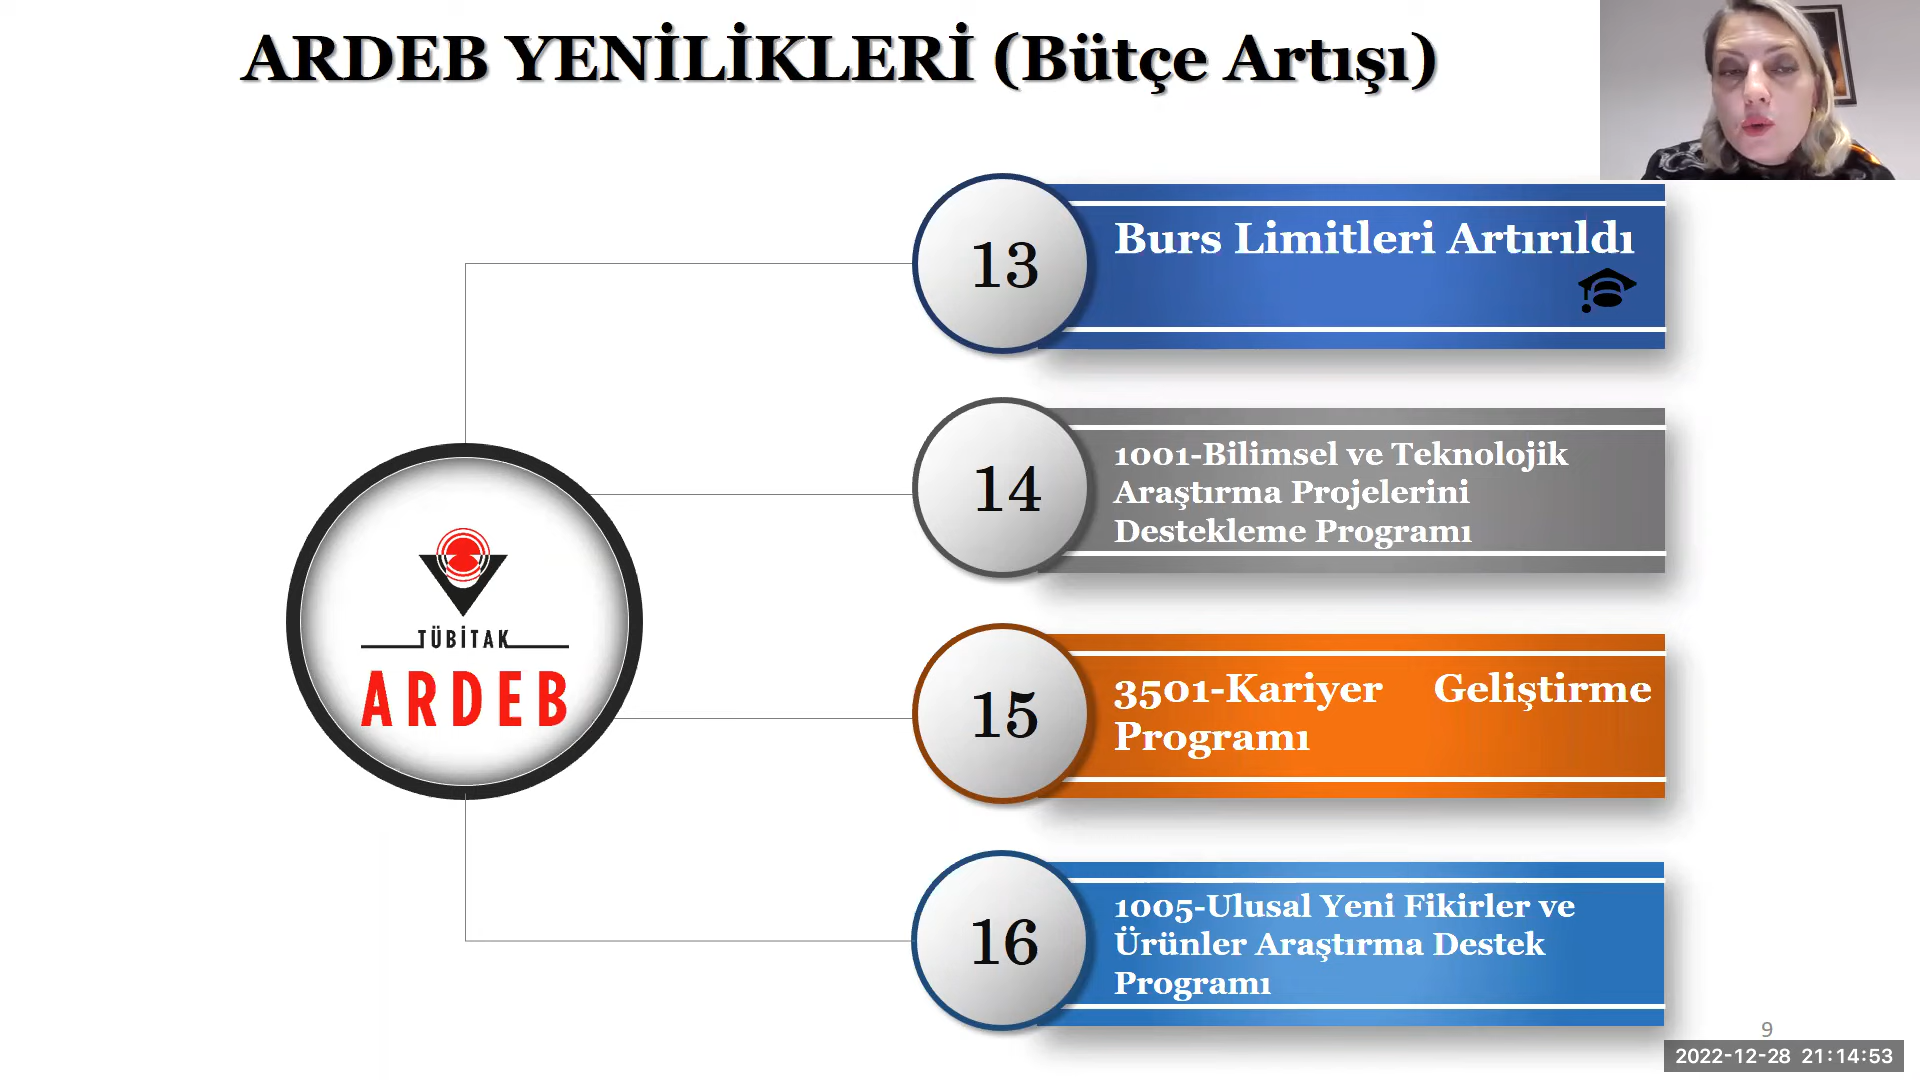 ARDEB YENİLİKLERİ (Bütçe Artışı)
13
Burs Limitleri Artırıldı
14
1001-Bilimsel ve Teknolojik
Araştırma Projelerini
Destekleme Programı
TÜBİTAK
ARDEB
15
3501-Kariyer Geliştirme
Programı
16
1005-Ulusal Yeni Fikirler ve
Ürünler Araştırma Destek
Programı
9
2022-12-28 21:14:53